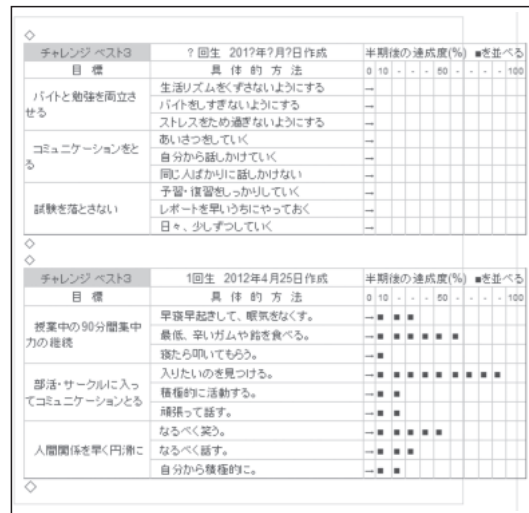 ◇
チャレンジ ベスト3 ?回生 201?年?月?日作成 半期後の達成度(%) ■を並べる
目 標 具 体 的 方 法 0 10 - - - 50 - - - - 100
バイトと勉強を両立さ
せる
生活リズムをくずさないようにする →
バイトをしすぎないようにする →
ストレスをため過ぎないようにする →
コミュニケーションをと
る
あいさつをしていく →
自分から話しかけていく →
同じ人ばかりに話しかけない →
試験を落とさない
予習・復習をしっかりしていく →
レポートを早いうちにやっておく →
日々、少しずつしていく →
◇
◇
チャレンジ ベスト3 1回生 2012年4月25日作成 半期後の達成度(%) ■を並べる
目 標 具 体 的 方 法 0 10 - - - 50 - - - - 100
授業中の90分間集中
力の継続
早寝早起きして、眠気をなくす。 →■ ■ ■
最低、辛いガムや飴を食べる。 →■ ■ ■ ■ ■ ■
寝たら叩いてもらう。 →■
部活・サークルに入っ
てコミュニケーションとる
入りたいのを見つける。 →■ ■ ■ ■ ■ ■ ■ ■ ■
積極的に活動する。 →■ ■
頑張って話す。 →■ ■
人間関係を早く円滑に
なるべく笑う。 →■ ■ ■ ■ ■
なるべく話す。 →■ ■ ■
自分から積極的に。 →■ ■
◇